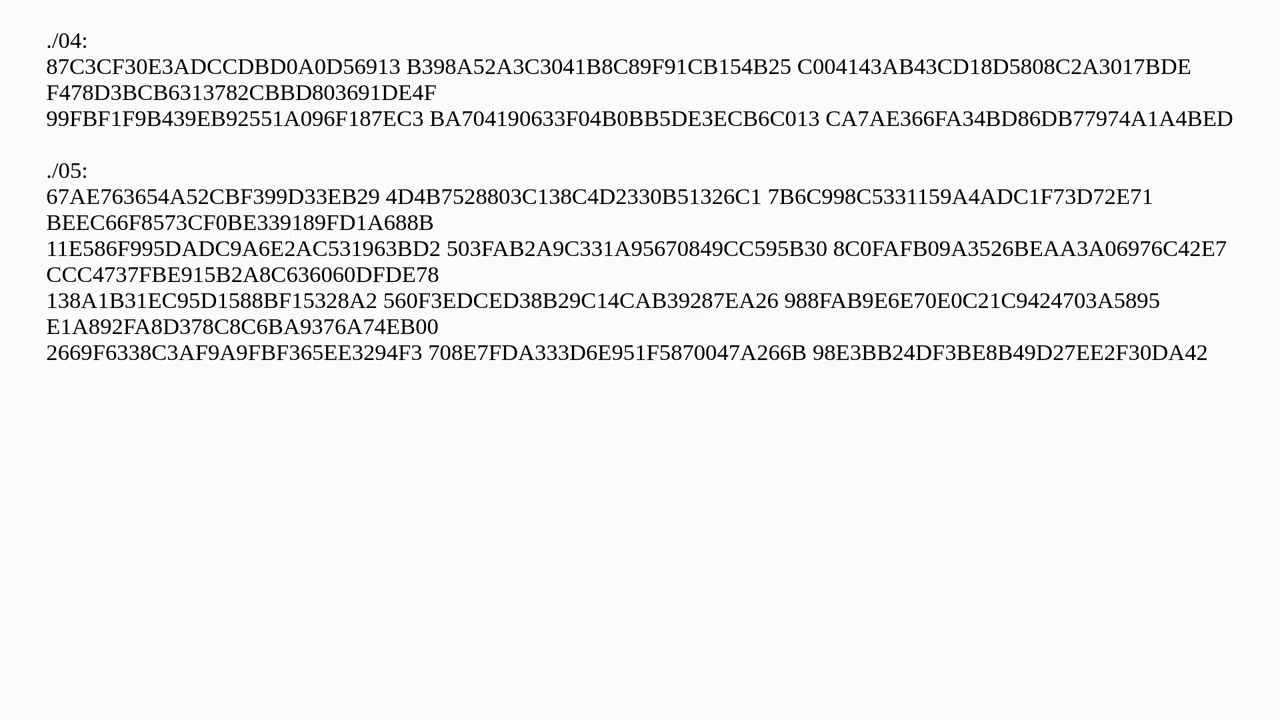 ./04:
87C3CF30E3ADCCDBD0A0D56913 B398A52A3C3041B8C89F91CB154B25 C004143AB43CD18D5808C2A3017BDE
F478D3BCB6313782CBBD803691DE4F
99FBF1F9B439EB92551A096F187EC3 BA704190633F04B0BB5DE3ECB6C013 CA7AE366FA34BD86DB77974A1A4BED

./05:
67AE763654A52CBF399D33EB29 4D4B7528803C138C4D2330B51326C1 7B6C998C5331159A4ADC1F73D72E71
BEEC66F8573CF0BE339189FD1A688B
11E586F995DADC9A6E2AC531963BD2 503FAB2A9C331A95670849CC595B30 8C0FAFB09A3526BEAA3A06976C42E7
CCC4737FBE915B2A8C636060DFDE78
138A1B31EC95D1588BF15328A2 560F3EDCED38B29C14CAB39287EA26 988FAB9E6E70E0C21C9424703A5895
E1A892FA8D378C8C6BA9376A74EB00
2669F6338C3AF9A9FBF365EE3294F3 708E7FDA333D6E951F5870047A266B 98E3BB24DF3BE8B49D27EE2F30DA42